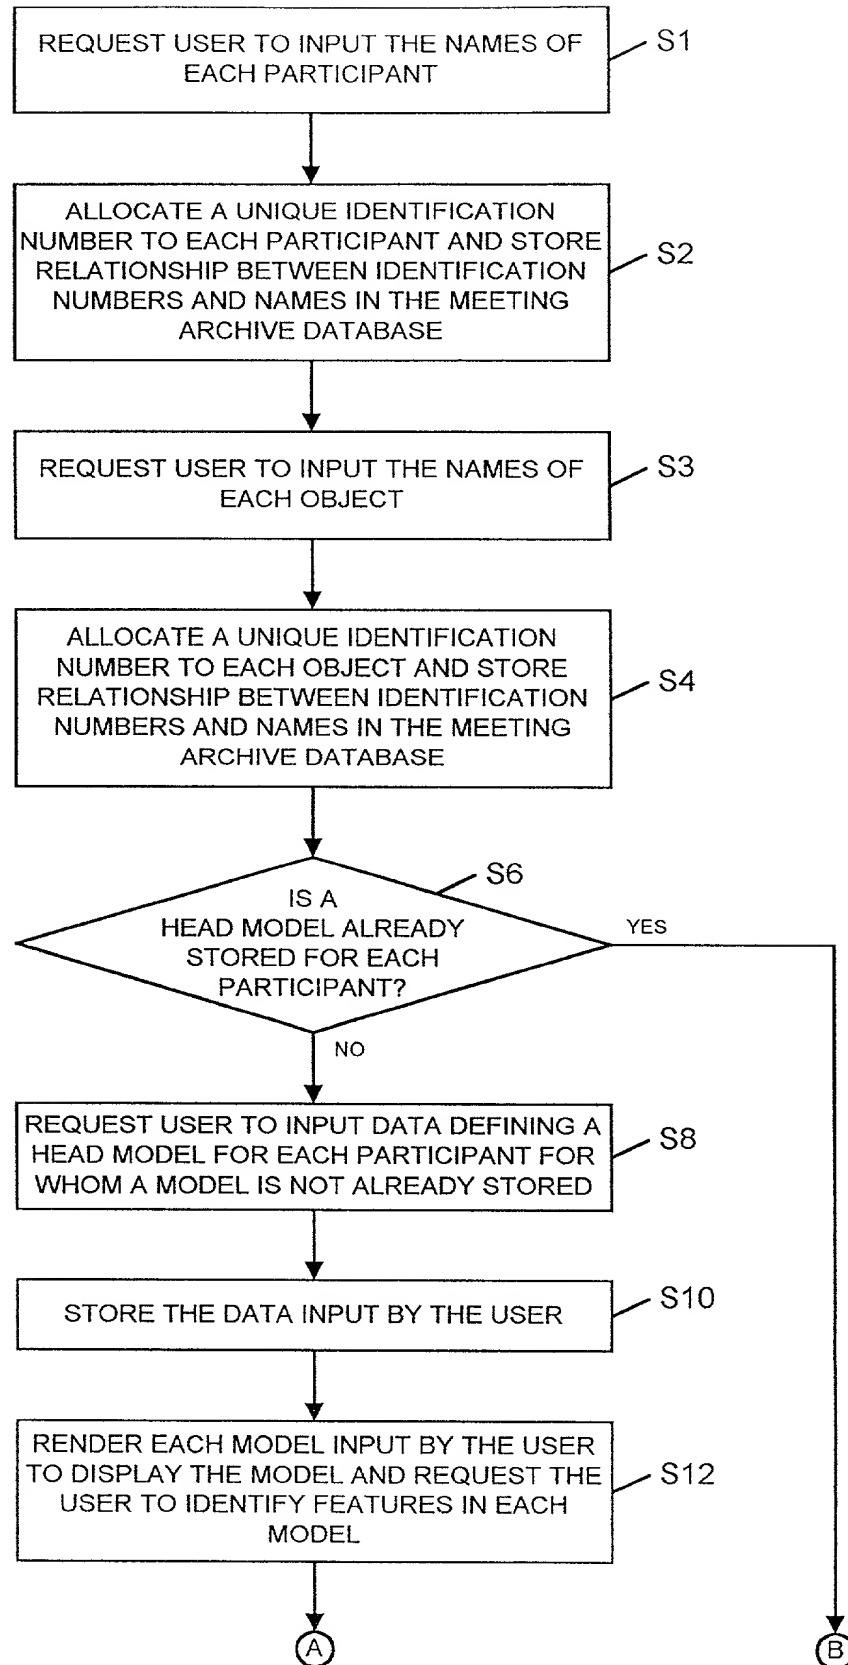 REQUEST USER TO INPUT THE NAMES OF
EACH PARTICIPANT
S1
ALLOCATE A UNIQUE IDENTIFICATION
NUMBER TO EACH PARTICIPANT AND STORE
RELATIONSHIP BETWEEN IDENTIFICATION
NUMBERS AND NAMES IN THE MEETING
ARCHIVE DATABASE
S2
REQUEST USER TO INPUT THE NAMES OF
EACH OBJECT
S3
ALLOCATE A UNIQUE IDENTIFICATION
NUMBER TO EACH OBJECT AND STORE
RELATIONSHIP BETWEEN IDENTIFICATION
NUMBERS AND NAMES IN THE MEETING
ARCHIVE DATABASE
S4
S6
IS A
HEAD MODEL ALREADY
STORED FOR EACH
PARTICIPANT?
YES
NO
REQUEST USER TO INPUT DATA DEFINING A
HEAD MODEL FOR EACH PARTICIPANT FOR
WHOM A MODEL IS NOT ALREADY STORED
S8
STORE THE DATA INPUT BY THE USER
S10
RENDER EACH MODEL INPUT BY THE USER
TO DISPLAY THE MODEL AND REQUEST THE
USER TO IDENTIFY FEATURES IN EACH
MODEL
S12
A
B